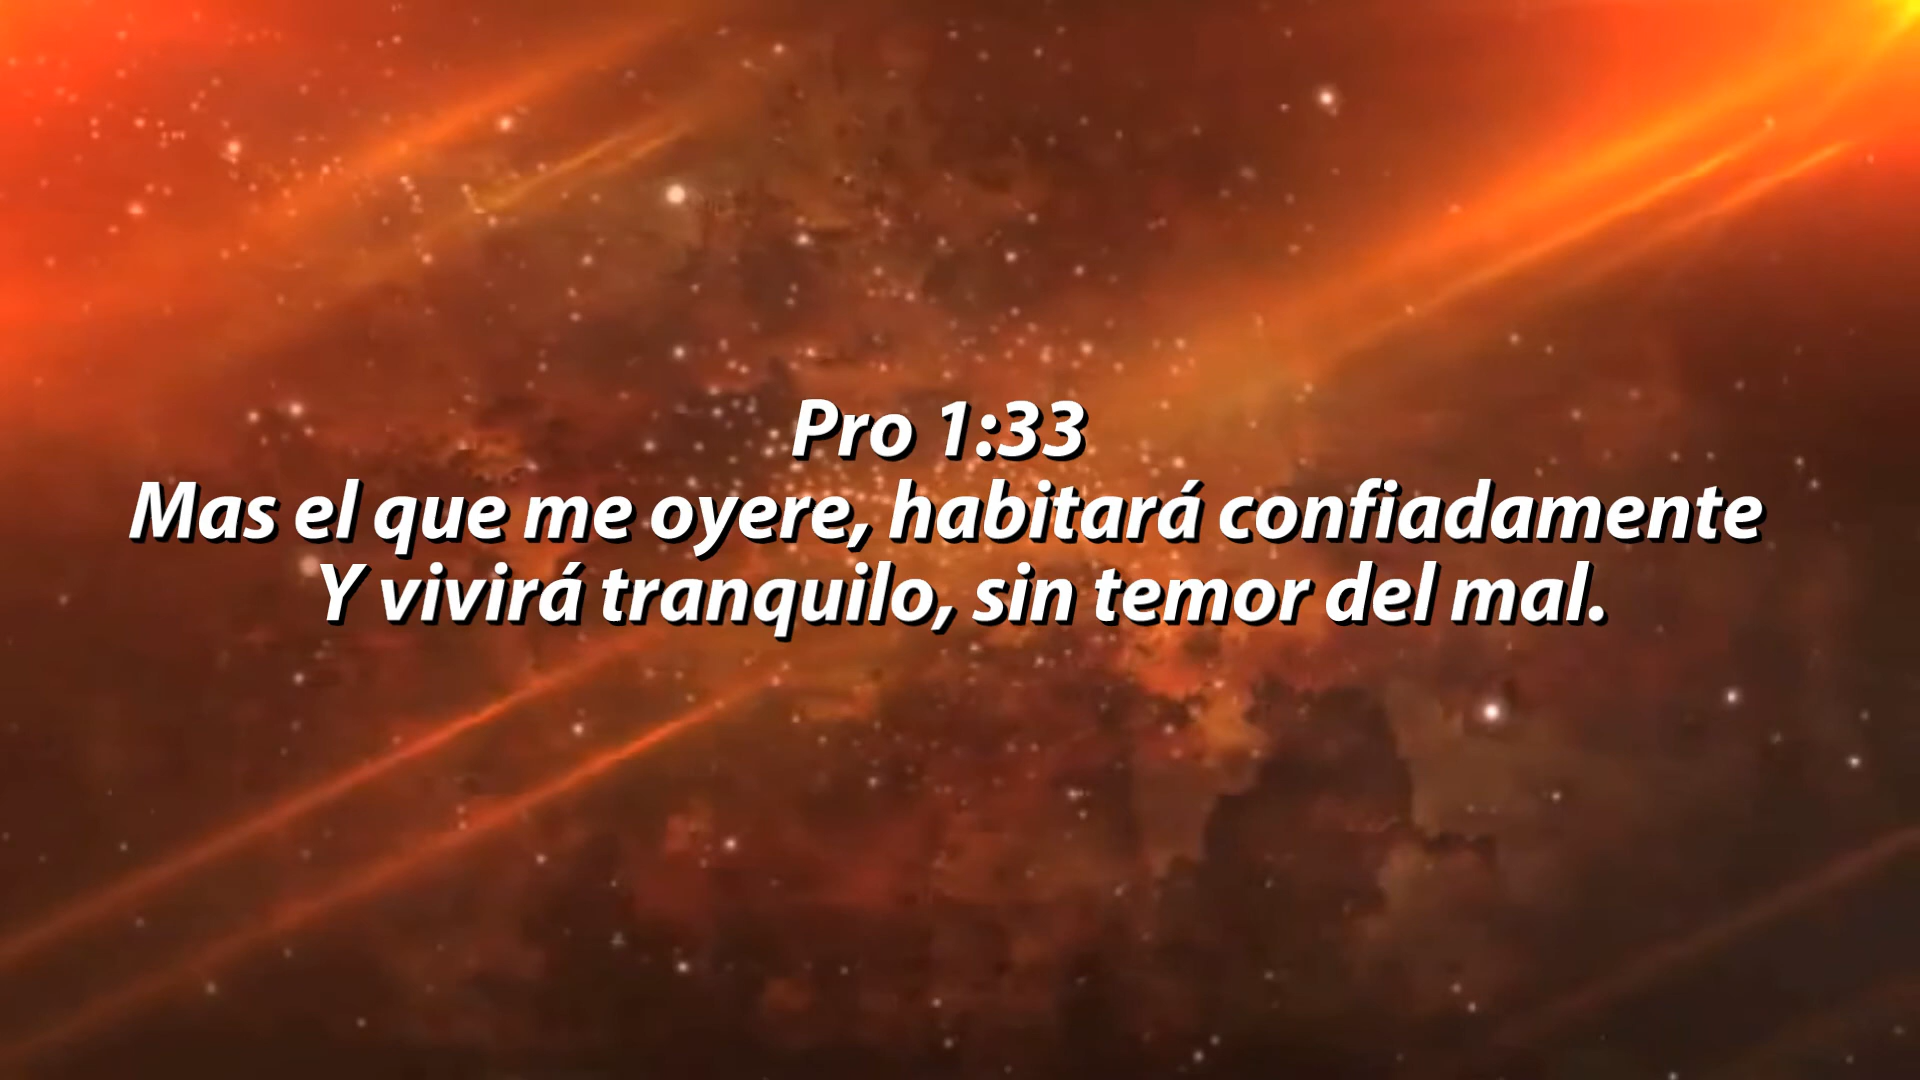 Pro 1:33
Mas el que me oyere, habitará confiadamente
Y vivirá tranquilo, sin temor del mal.